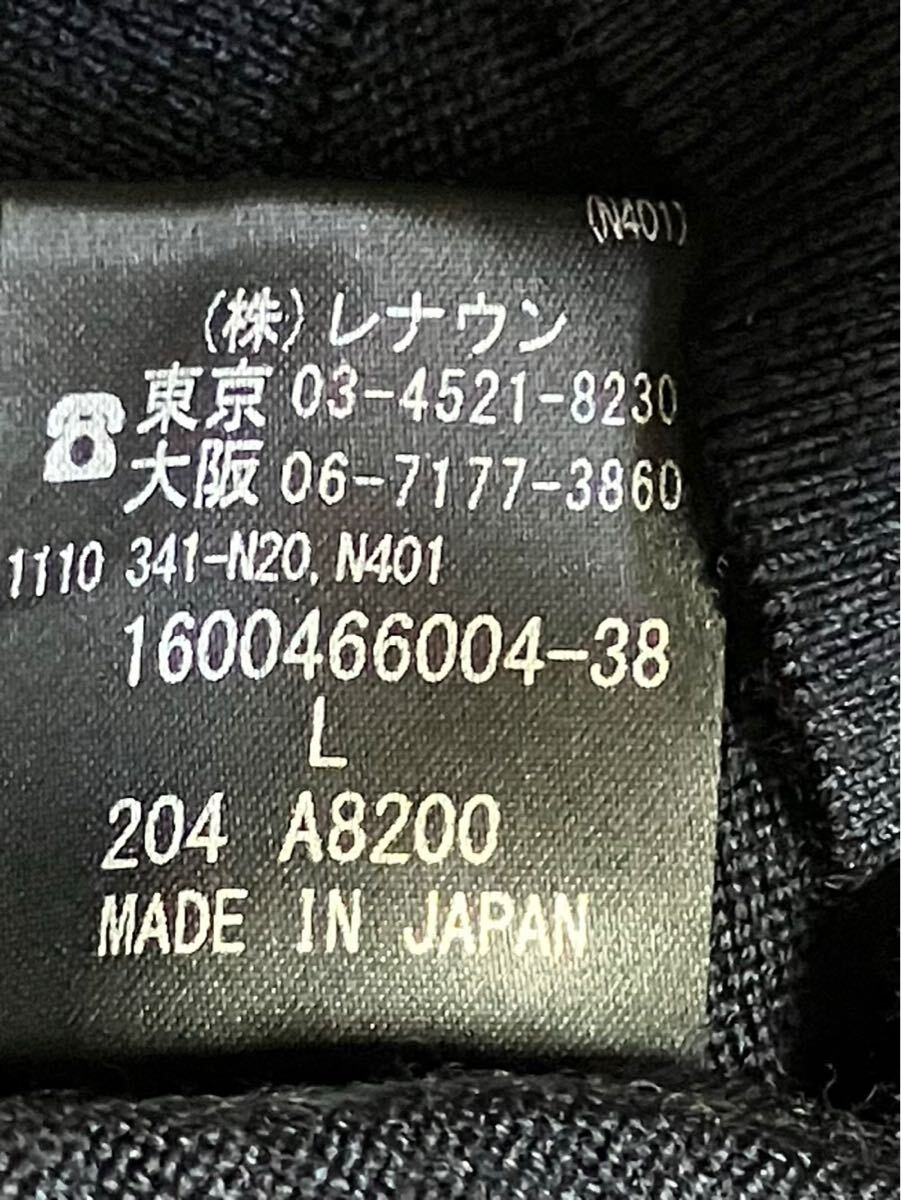 (N401)
(株)レナウン
東京 03-4521-8230
大阪 06-7177-3860
1110 341-N20, N401
1600466004-38
L
204 A8200
MADE IN JAPAN